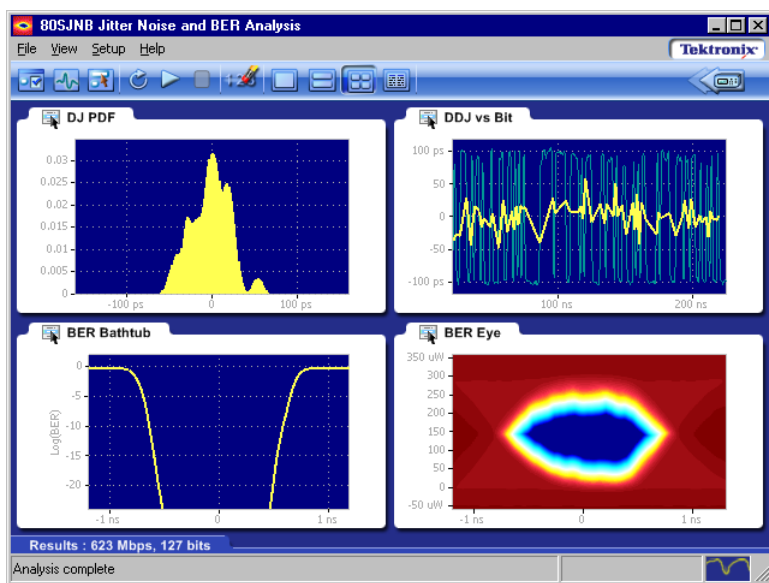 80SJNB Jitter Noise and BER Analysis
File View Setup Help
Tektronix
DJ PDF
0.03
0.025
0.02
0.015
0.01
0.005
0
-100 ps 0 100 ps
DDJ vs Bit
100 ps
50
0
-50
-100 ps
100 ns 200 ns
BER Bathtub
Log(BER)
0
-5
-10
-15
-20
-1 ns 0 1 ns
BER Eye
350 uW
300
250
200
150
100
50
0
-50 uW
-1 ns 0 1 ns
Results : 623 Mbps, 127 bits
Analysis complete